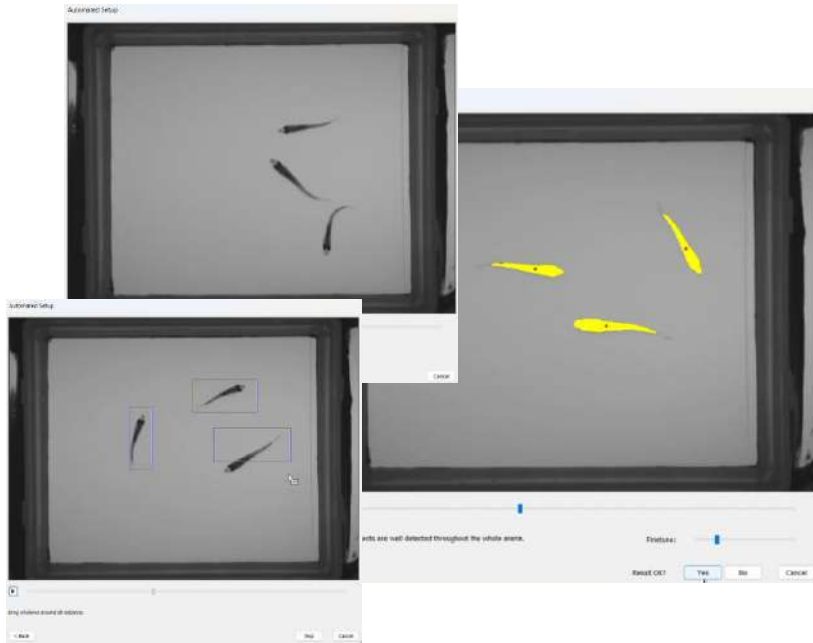 Automated Setup
Cancel
Automated Setup
ects are well detected throughout the whole arena.
Finetune:
Result OK?
Yes
No
Cancel
< Back
Stop
Cancel